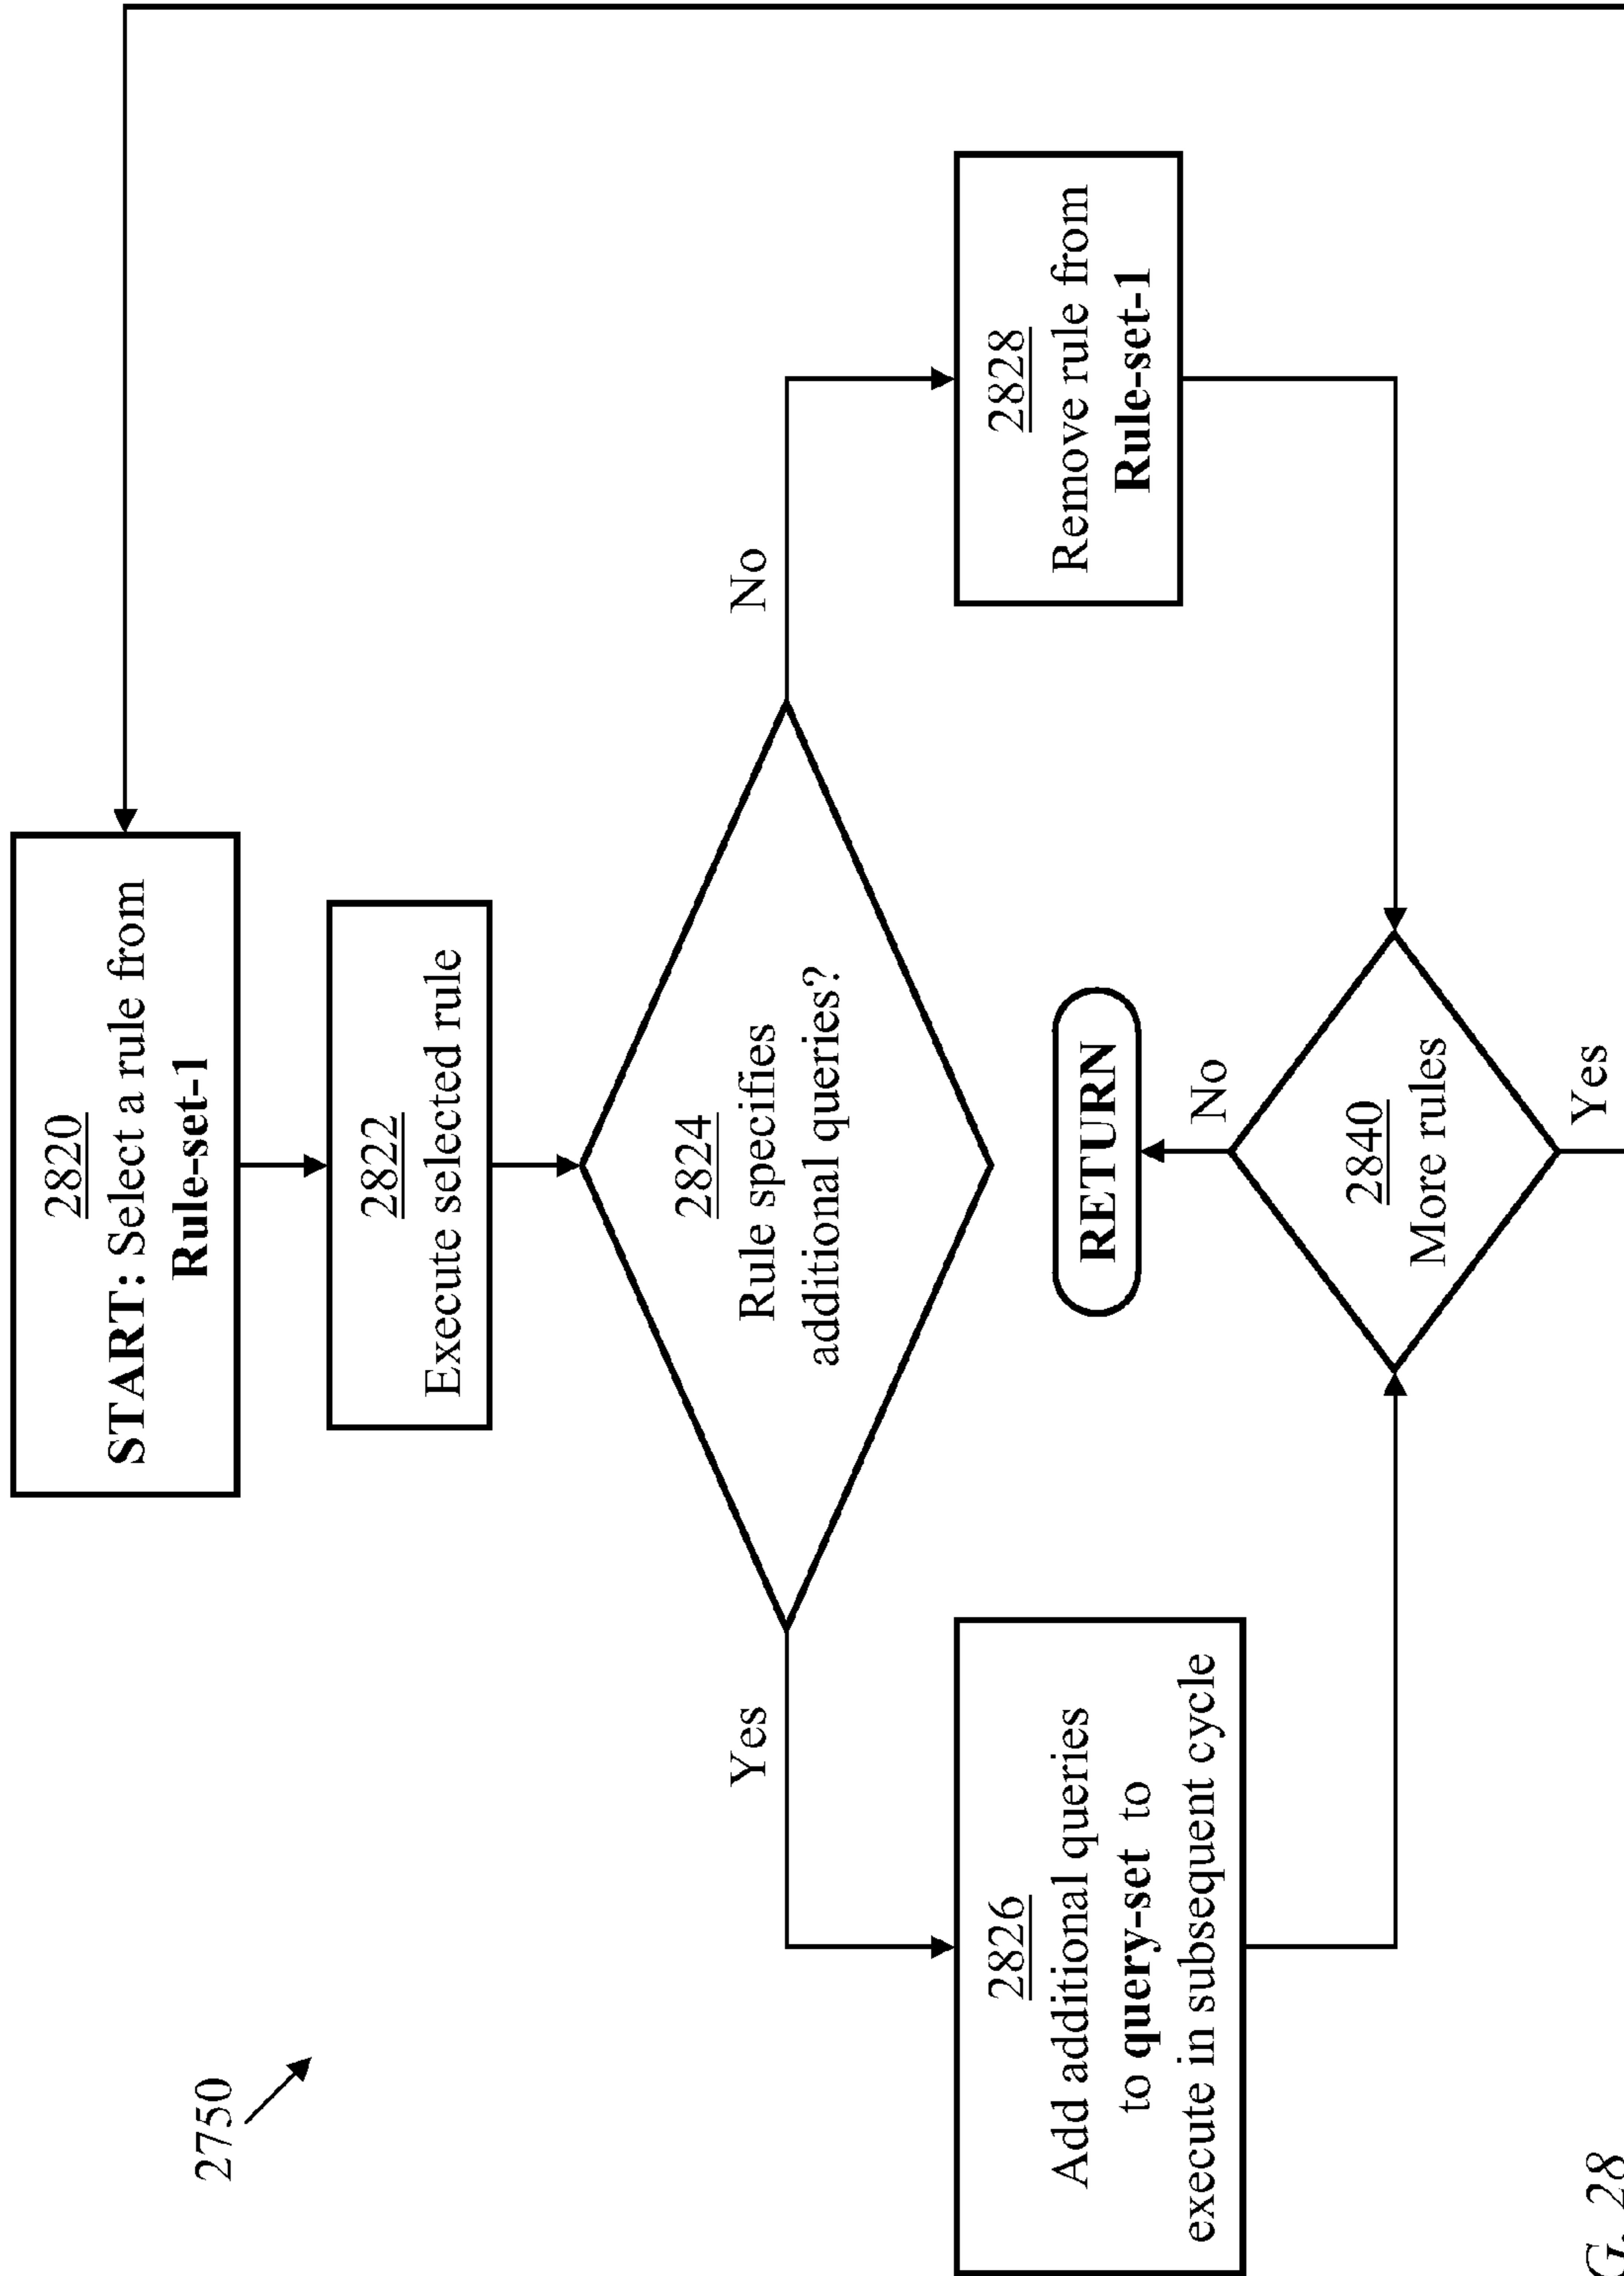 2750
2820
START: Select a rule from
Rule-set-1
2822
Execute selected rule
2824
Rule specifies
additional queries?
Yes
No
2826
Add additional queries
to query-set to
execute in subsequent cycle
2828
Remove rule from
Rule-set-1
RETURN
No
2840
More rules
Yes
G. 28